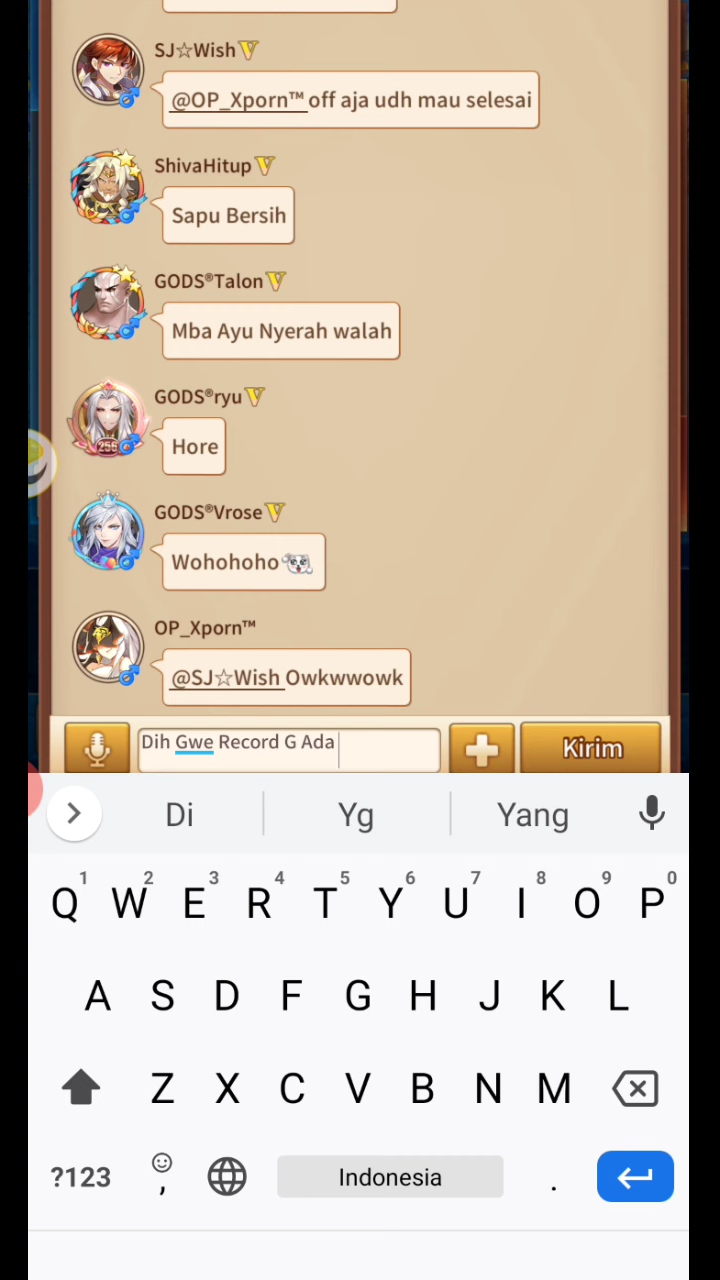 SJ☆Wish
@OP_Xporn™ off aja udh mau selesai
ShivaHitup
Sapu Bersih
GODS®Talon
Mba Ayu Nyerah walah
256
GODS®ryu
Hore
GODS®Vrose
Wohohoho
OP_Xporn™
@SJ☆Wish Owkwwowk
Dih Gwe Record G Ada
Kirim
Di Yg Yang
1 2 3 4 5 6 7 8 9 0
Q W E R T Y U I O P
A S D F G H J K L
Z X C V B N M
?123 , Indonesia .